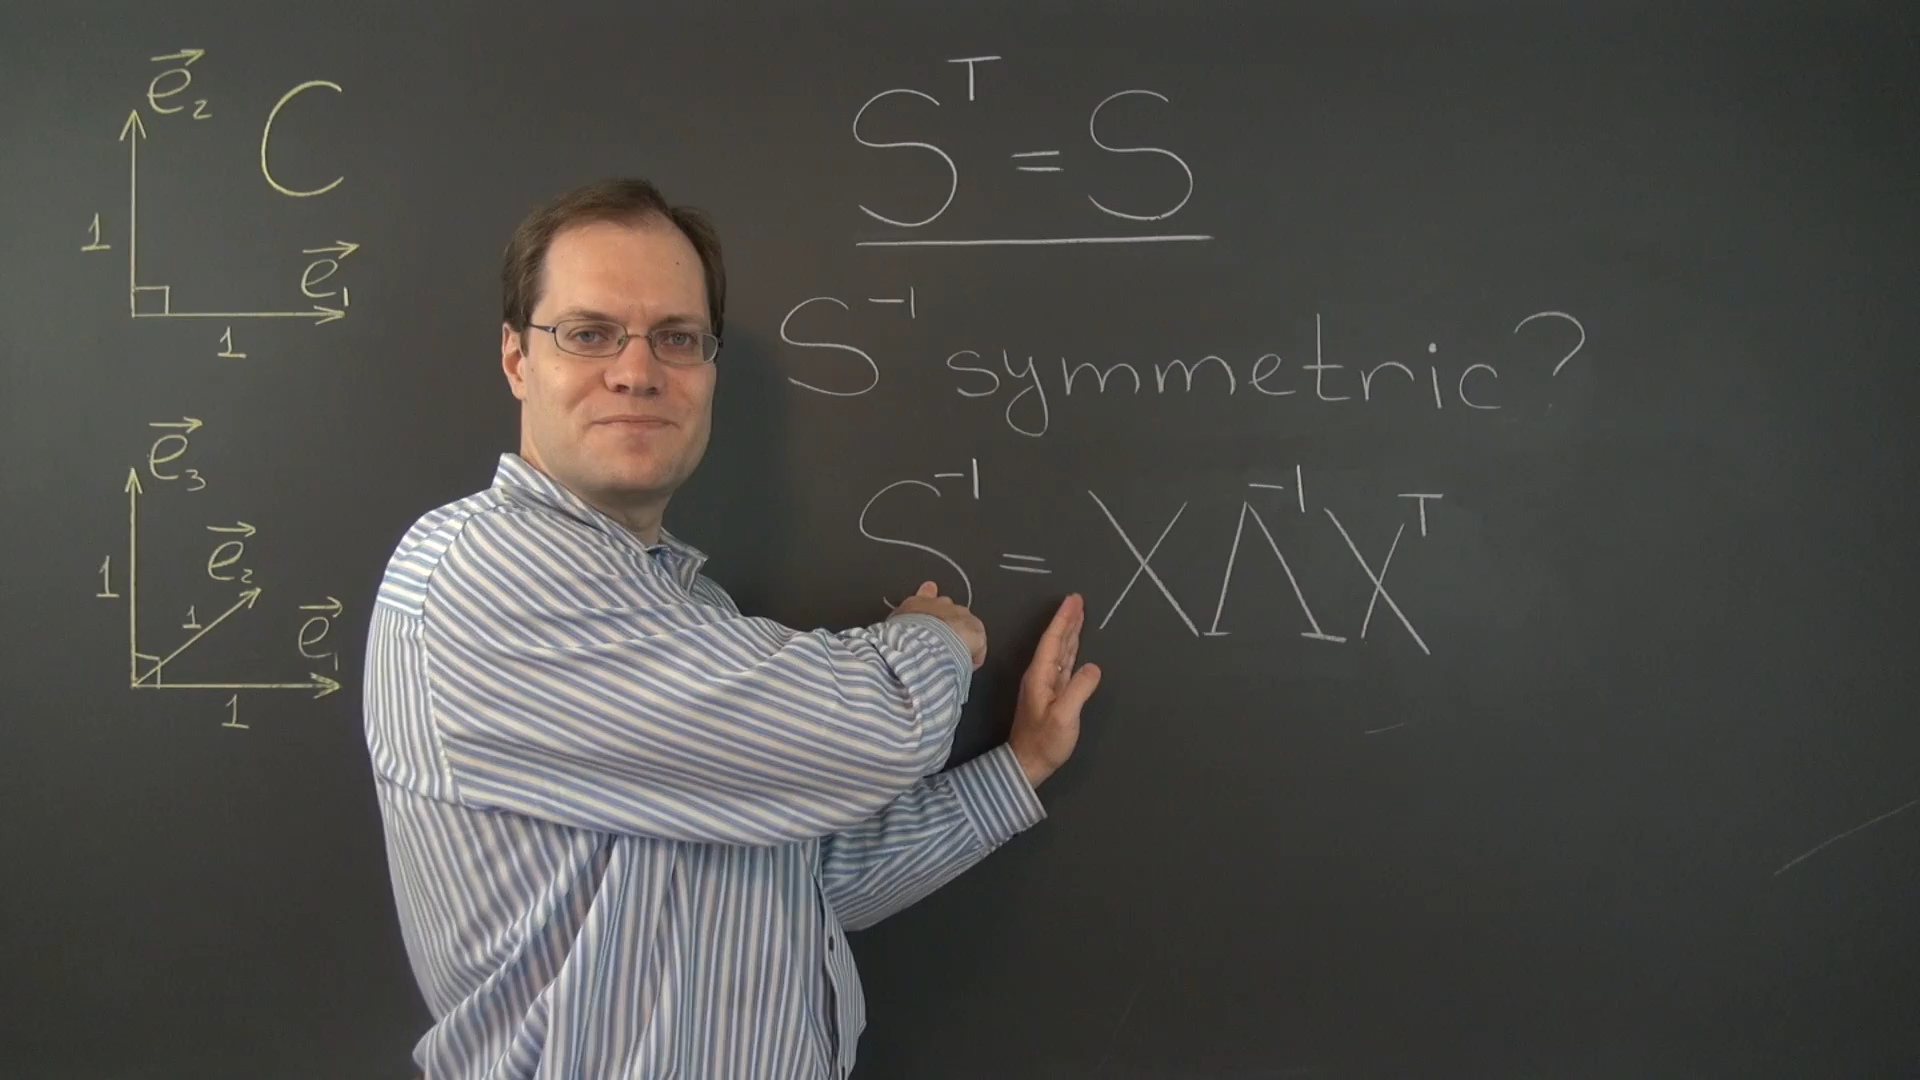 e⃗₂
C
1
e⃗₁
1
e⃗₃
e⃗₂
1
1
e⃗₁
1
Sᵀ = S
S⁻¹ symmetric?
S⁻¹ = XΛ⁻¹Xᵀ